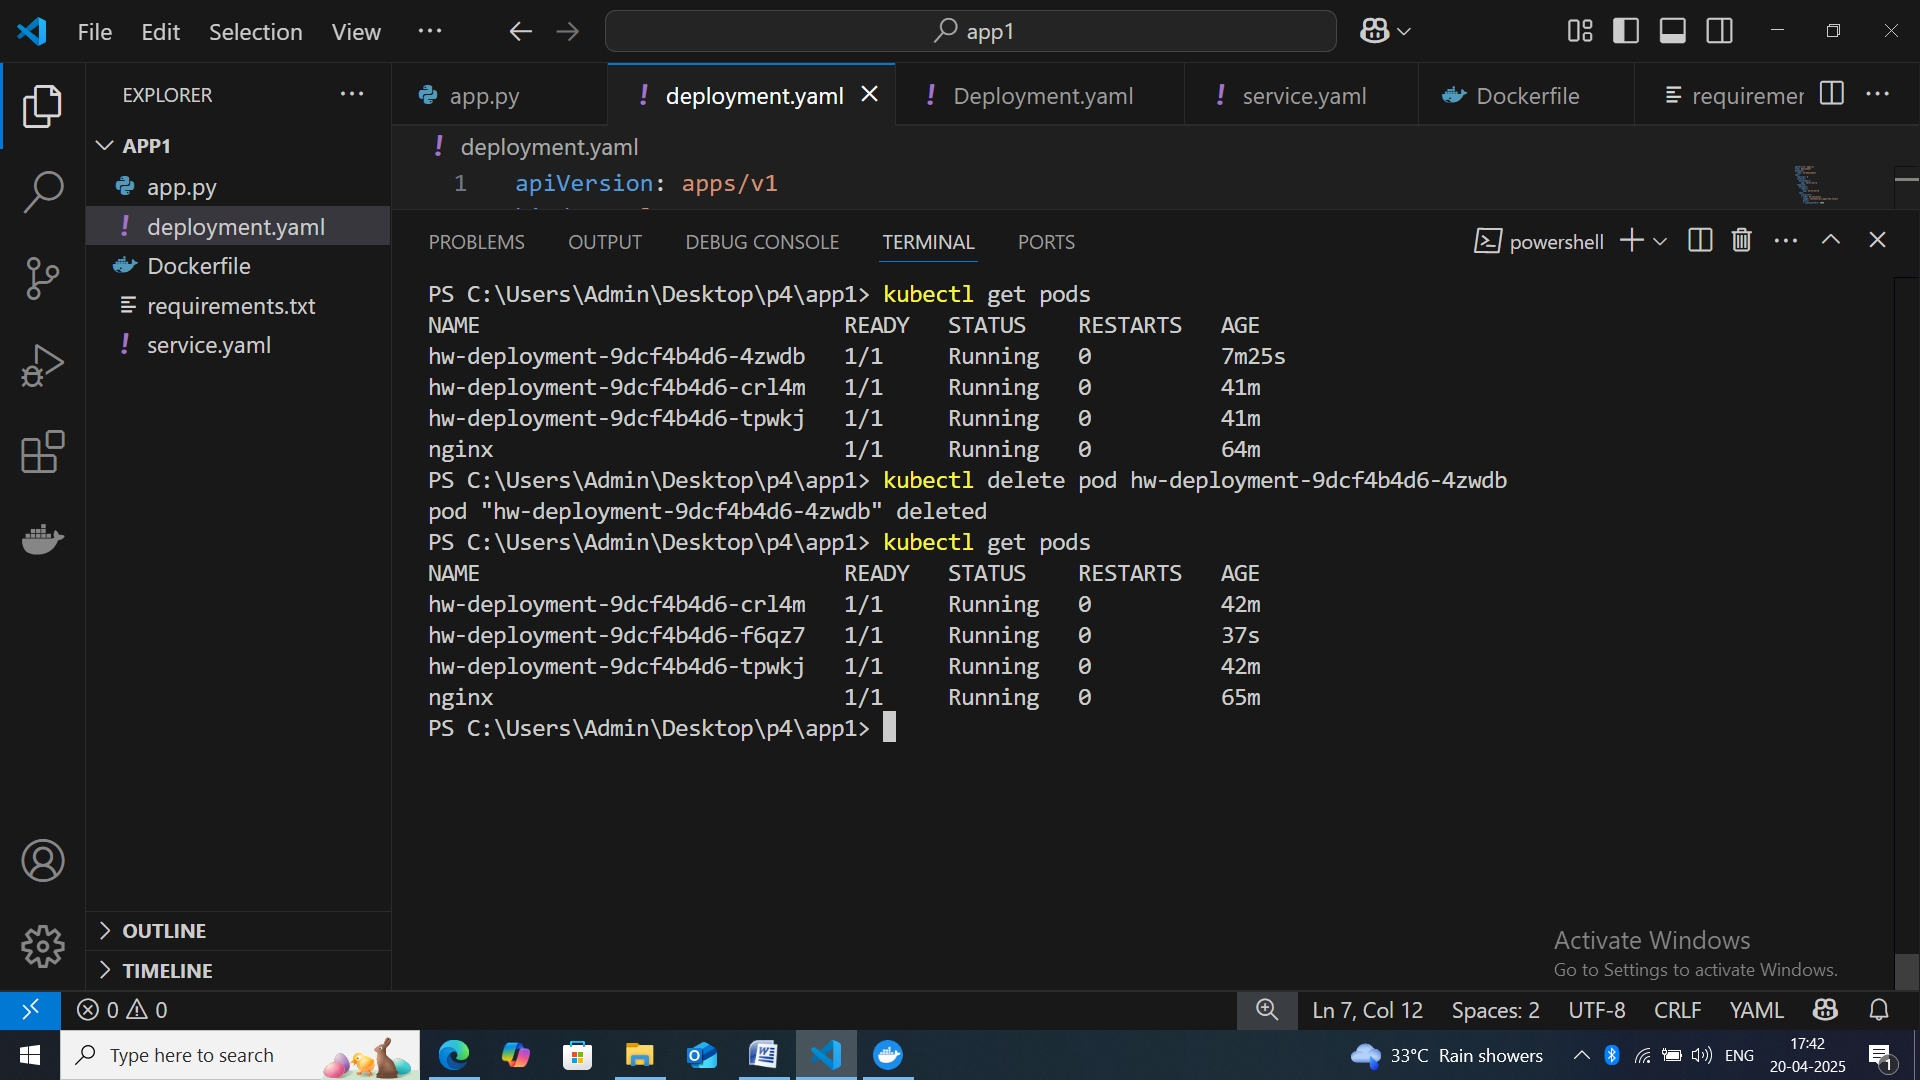 File Edit Selection View ··· app1
EXPLORER ···
APP1
app.py
deployment.yaml
Dockerfile
requirements.txt
service.yaml
OUTLINE
TIMELINE
app.py deployment.yaml Deployment.yaml service.yaml Dockerfile requiremer ···
deployment.yaml
1 apiVersion: apps/v1
PROBLEMS OUTPUT DEBUG CONSOLE TERMINAL PORTS powershell ···
PS C:\Users\Admin\Desktop\p4\app1> kubectl get pods
NAME READY STATUS RESTARTS AGE
hw-deployment-9dcf4b4d6-4zwdb 1/1 Running 0 7m25s
hw-deployment-9dcf4b4d6-crl4m 1/1 Running 0 41m
hw-deployment-9dcf4b4d6-tpwkj 1/1 Running 0 41m
nginx 1/1 Running 0 64m
PS C:\Users\Admin\Desktop\p4\app1> kubectl delete pod hw-deployment-9dcf4b4d6-4zwdb
pod "hw-deployment-9dcf4b4d6-4zwdb" deleted
PS C:\Users\Admin\Desktop\p4\app1> kubectl get pods
NAME READY STATUS RESTARTS AGE
hw-deployment-9dcf4b4d6-crl4m 1/1 Running 0 42m
hw-deployment-9dcf4b4d6-f6qz7 1/1 Running 0 37s
hw-deployment-9dcf4b4d6-tpwkj 1/1 Running 0 42m
nginx 1/1 Running 0 65m
PS C:\Users\Admin\Desktop\p4\app1>
Activate Windows
Go to Settings to activate Windows.
0 0 Ln 7, Col 12 Spaces: 2 UTF-8 CRLF YAML
Type here to search 33°C Rain showers ENG 17:42
20-04-2025 1